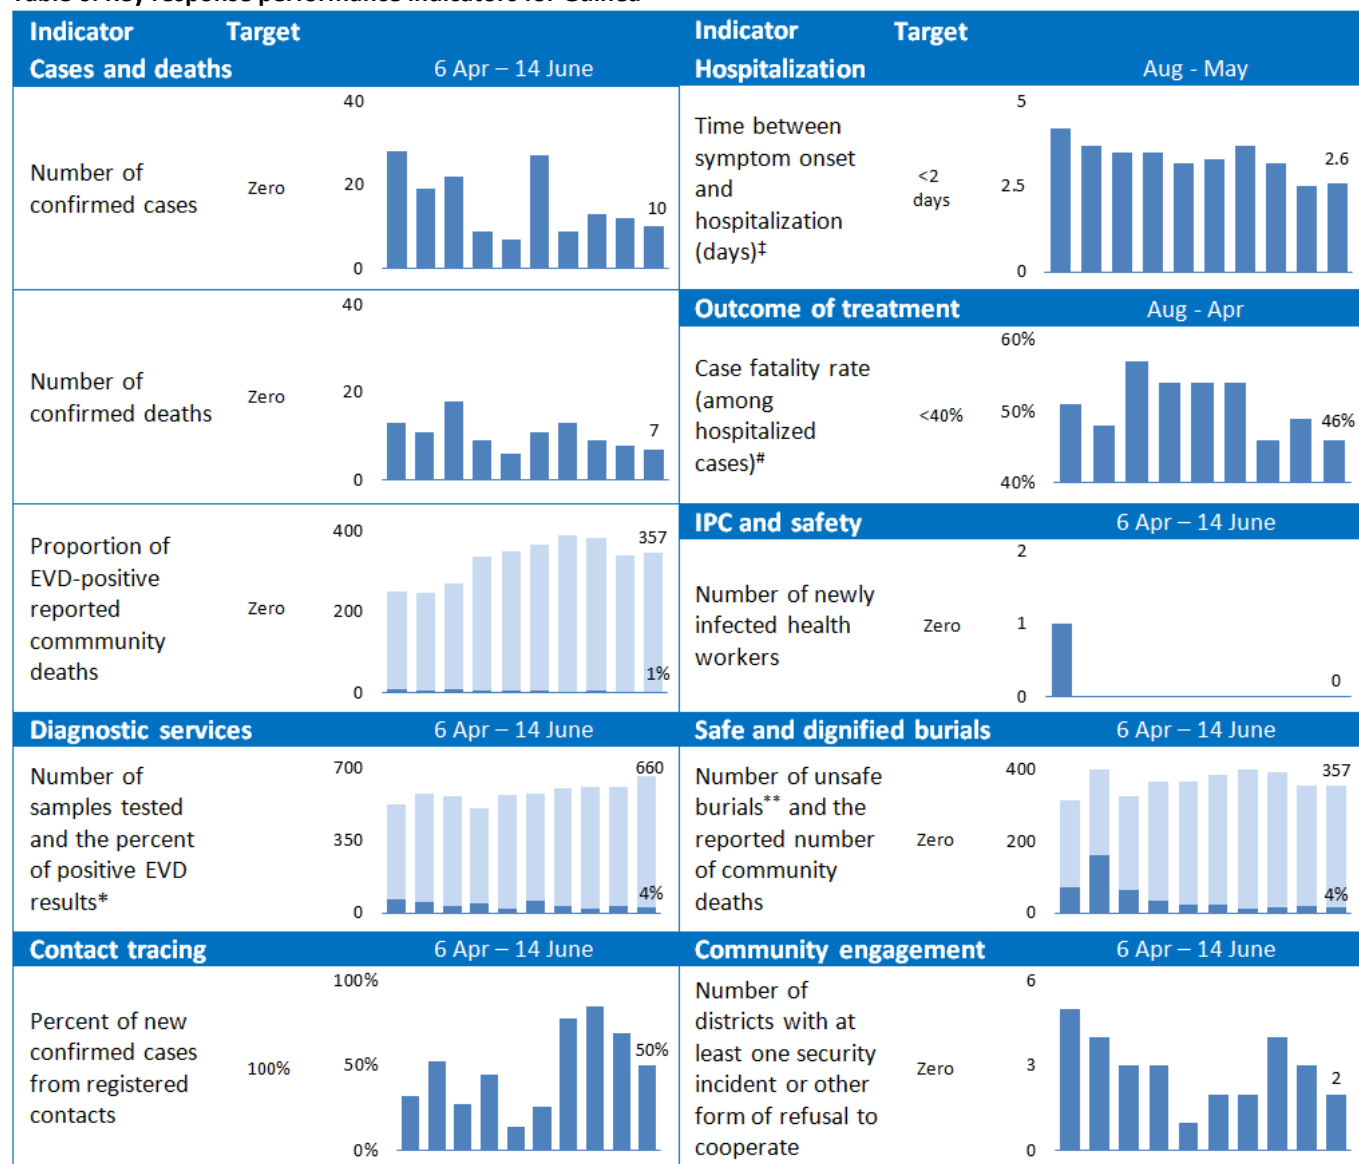 Indicator Target
Cases and deaths 6 Apr – 14 June
Number of
confirmed cases
Zero
40
20
0
10
Number of
confirmed deaths
Zero
40
20
0
7
Proportion of
EVD-positive
reported
commmunity
deaths
Zero
400
200
0
357
1%
Diagnostic services 6 Apr – 14 June
Number of
samples tested
and the percent
of positive EVD
results*
700
350
0
660
4%
Contact tracing 6 Apr – 14 June
Percent of new
confirmed cases
from registered
contacts
100%
100%
50%
0%
50%
Indicator Target
Hospitalization Aug - May
Time between
symptom onset
and
hospitalization
(days)‡
<2
days
5
2.5
0
2.6
Outcome of treatment Aug - Apr
Case fatality rate
(among
hospitalized
cases)#
<40%
60%
50%
40%
46%
IPC and safety 6 Apr – 14 June
Number of newly
infected health
workers
Zero
2
1
0
0
Safe and dignified burials 6 Apr – 14 June
Number of unsafe
burials** and the
reported number
of community
deaths
Zero
400
200
0
357
4%
Community engagement 6 Apr – 14 June
Number of
districts with at
least one security
incident or other
form of refusal to
cooperate
Zero
6
3
0
2